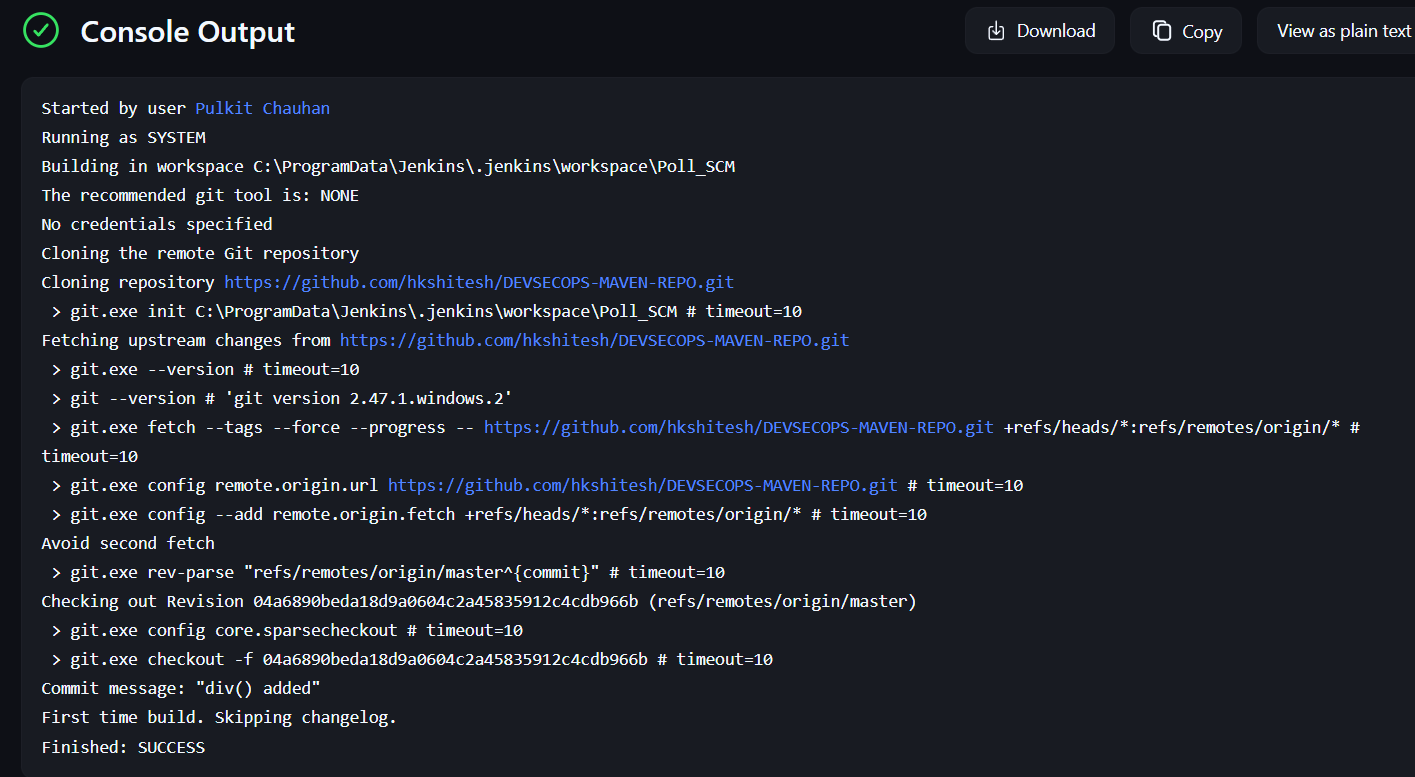 Console Output
Download
Copy
View as plain text
Started by user Pulkit Chauhan
Running as SYSTEM
Building in workspace C:\ProgramData\Jenkins\.jenkins\workspace\Poll_SCM
The recommended git tool is: NONE
No credentials specified
Cloning the remote Git repository
Cloning repository https://github.com/hkshitesh/DEVSECOPS-MAVEN-REPO.git
 > git.exe init C:\ProgramData\Jenkins\.jenkins\workspace\Poll_SCM # timeout=10
Fetching upstream changes from https://github.com/hkshitesh/DEVSECOPS-MAVEN-REPO.git
 > git.exe --version # timeout=10
 > git --version # 'git version 2.47.1.windows.2'
 > git.exe fetch --tags --force --progress -- https://github.com/hkshitesh/DEVSECOPS-MAVEN-REPO.git +refs/heads/*:refs/remotes/origin/* #
timeout=10
 > git.exe config remote.origin.url https://github.com/hkshitesh/DEVSECOPS-MAVEN-REPO.git # timeout=10
 > git.exe config --add remote.origin.fetch +refs/heads/*:refs/remotes/origin/* # timeout=10
Avoid second fetch
 > git.exe rev-parse "refs/remotes/origin/master^{commit}" # timeout=10
Checking out Revision 04a6890beda18d9a0604c2a45835912c4cdb966b (refs/remotes/origin/master)
 > git.exe config core.sparsecheckout # timeout=10
 > git.exe checkout -f 04a6890beda18d9a0604c2a45835912c4cdb966b # timeout=10
Commit message: "div() added"
First time build. Skipping changelog.
Finished: SUCCESS